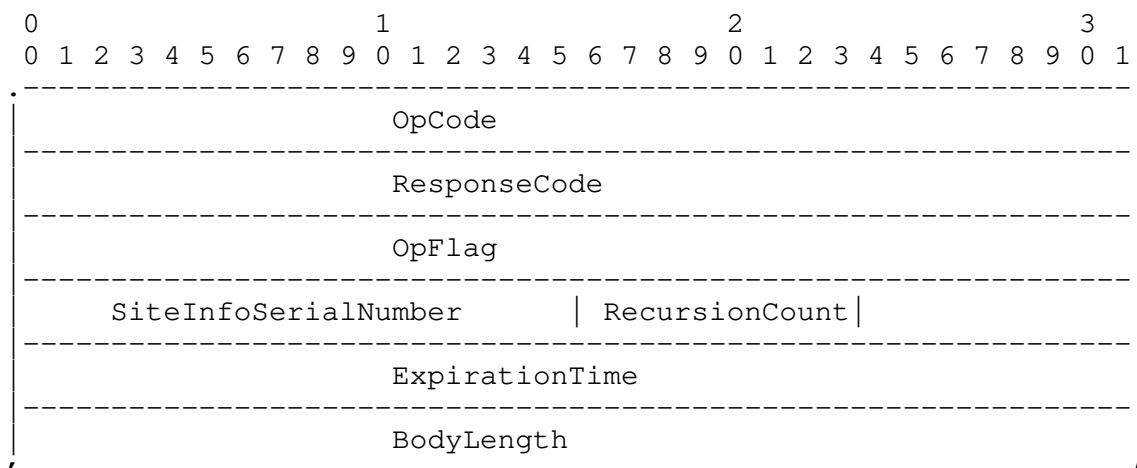 0                   1                   2                   3
0 1 2 3 4 5 6 7 8 9 0 1 2 3 4 5 6 7 8 9 0 1 2 3 4 5 6 7 8 9 0 1
.---------------------------------------------------------------
|                    OpCode
|---------------------------------------------------------------
|                    ResponseCode
|---------------------------------------------------------------
|                    OpFlag
|---------------------------------------------------------------
|    SiteInfoSerialNumber      | RecursionCount|
|---------------------------------------------------------------
|                    ExpirationTime
|---------------------------------------------------------------
|                    BodyLength